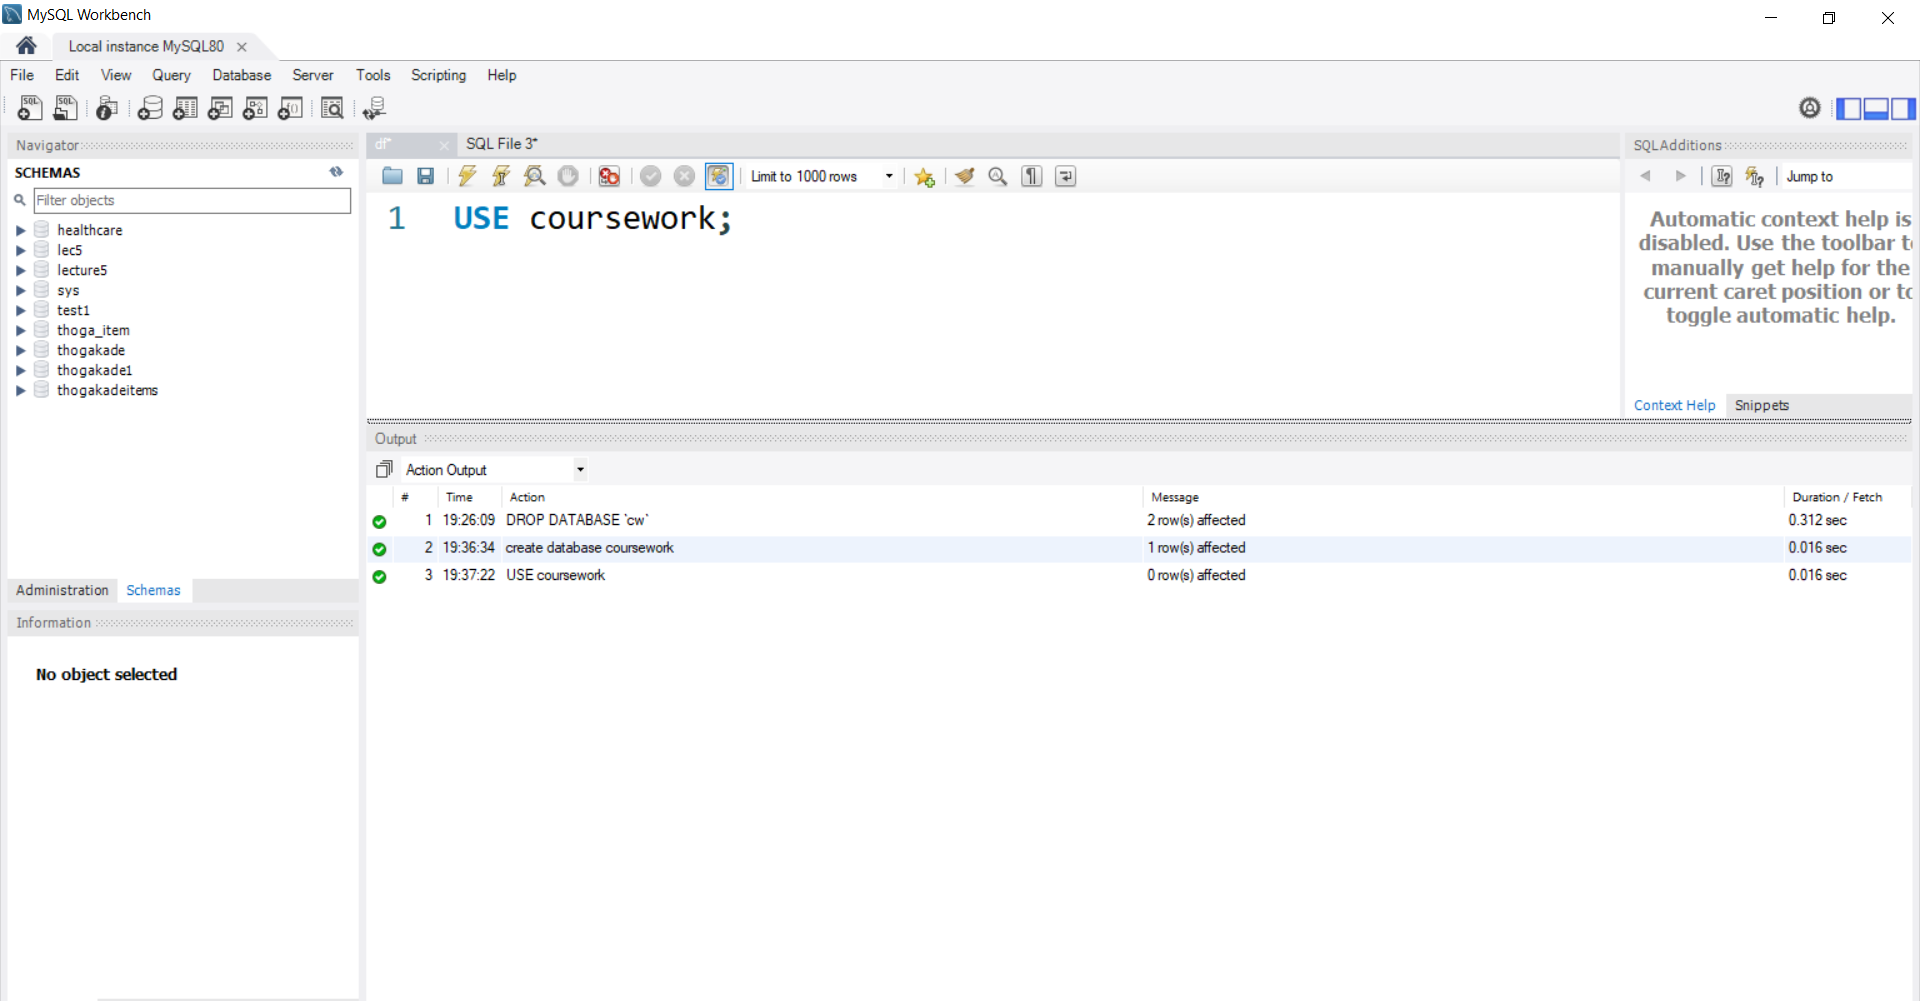 MySQL Workbench
Local instance MySQL80
File Edit View Query Database Server Tools Scripting Help
Navigator
SCHEMAS
Filter objects
healthcare
lec5
lecture5
sys
test1
thoga_item
thogakade
thogakade1
thogakadeitems
Administration Schemas
Information
No object selected
df* SQL File 3*
Limit to 1000 rows
1 USE coursework;
SQLAdditions
Jump to
Automatic context help is
disabled. Use the toolbar to
manually get help for the
current caret position or to
toggle automatic help.
Context Help Snippets
Output
Action Output
# Time Action Message Duration / Fetch
1 19:26:09 DROP DATABASE `cw` 2 row(s) affected 0.312 sec
2 19:36:34 create database coursework 1 row(s) affected 0.016 sec
3 19:37:22 USE coursework 0 row(s) affected 0.016 sec